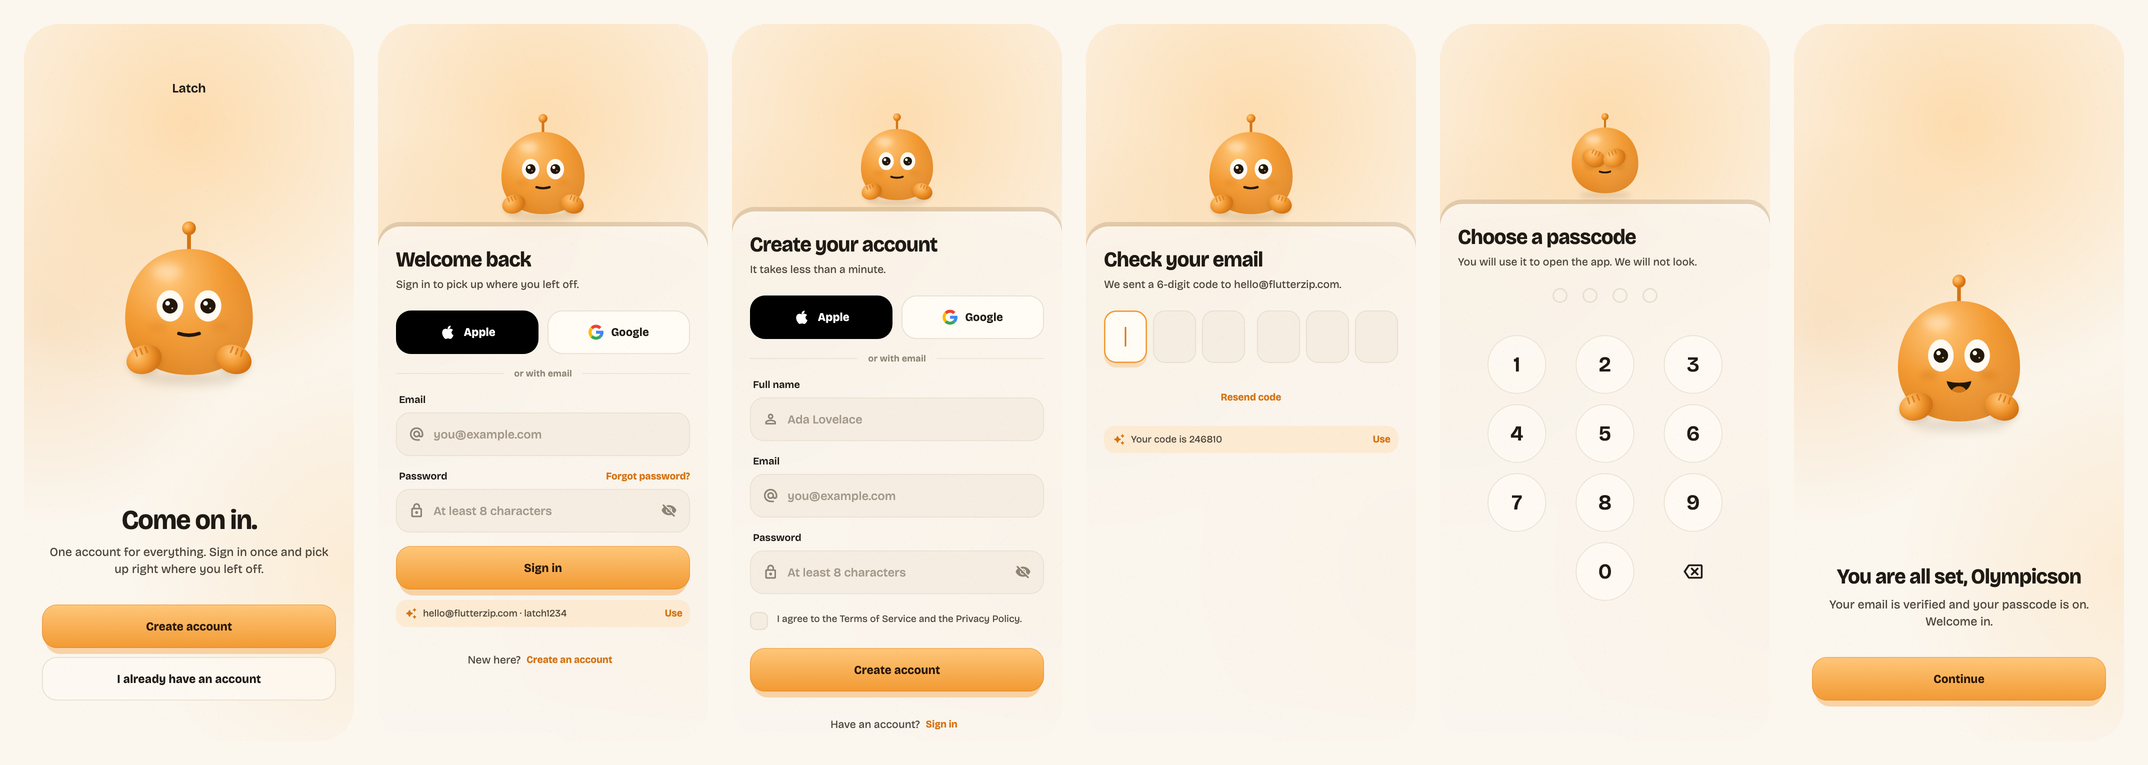 Latch
Come on in.
One account for everything. Sign in once and pick
up right where you left off.
Create account
I already have an account
Welcome back
Sign in to pick up where you left off.
Apple
Google
or with email
Email
you@example.com
Password
Forgot password?
At least 8 characters
Sign in
hello@flutterzip.com · latch1234
Use
New here? Create an account
Create your account
It takes less than a minute.
Apple
Google
or with email
Full name
Ada Lovelace
Email
you@example.com
Password
At least 8 characters
I agree to the Terms of Service and the Privacy Policy.
Create account
Have an account? Sign in
Check your email
We sent a 6-digit code to hello@flutterzip.com.
Resend code
Your code is 246810
Use
Choose a passcode
You will use it to open the app. We will not look.
1 2 3
4 5 6
7 8 9
0
You are all set, Olympicson
Your email is verified and your passcode is on.
Welcome in.
Continue